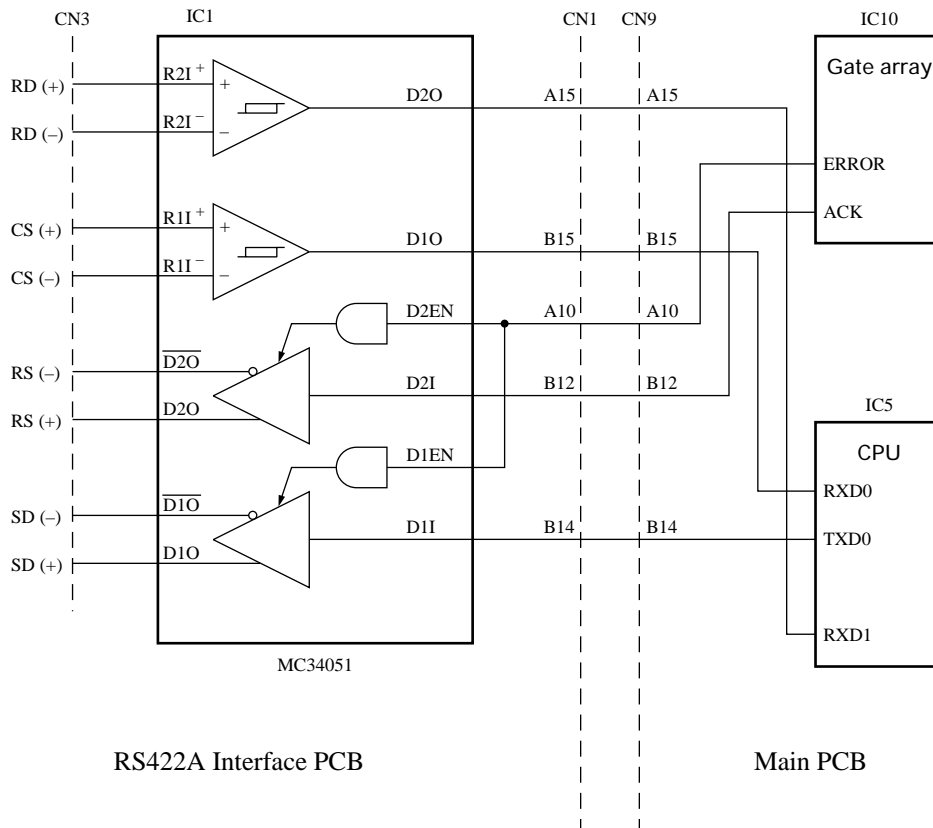 IC1 CN1 CN9 IC10
CN3
Gate array
RD (+) R2I+ + D2O A15 A15
RD (–) R2I– –
ERROR
ACK
CS (+) R1I+ + D1O B15 B15
CS (–) R1I– –
D2EN A10 A10
RS (–) D2O D2I B12 B12
RS (+) D2O
IC5
D1EN CPU
RXD0
SD (–) D1O D1I B14 B14 TXD0
SD (+) D1O
RXD1
MC34051
RS422A Interface PCB Main PCB